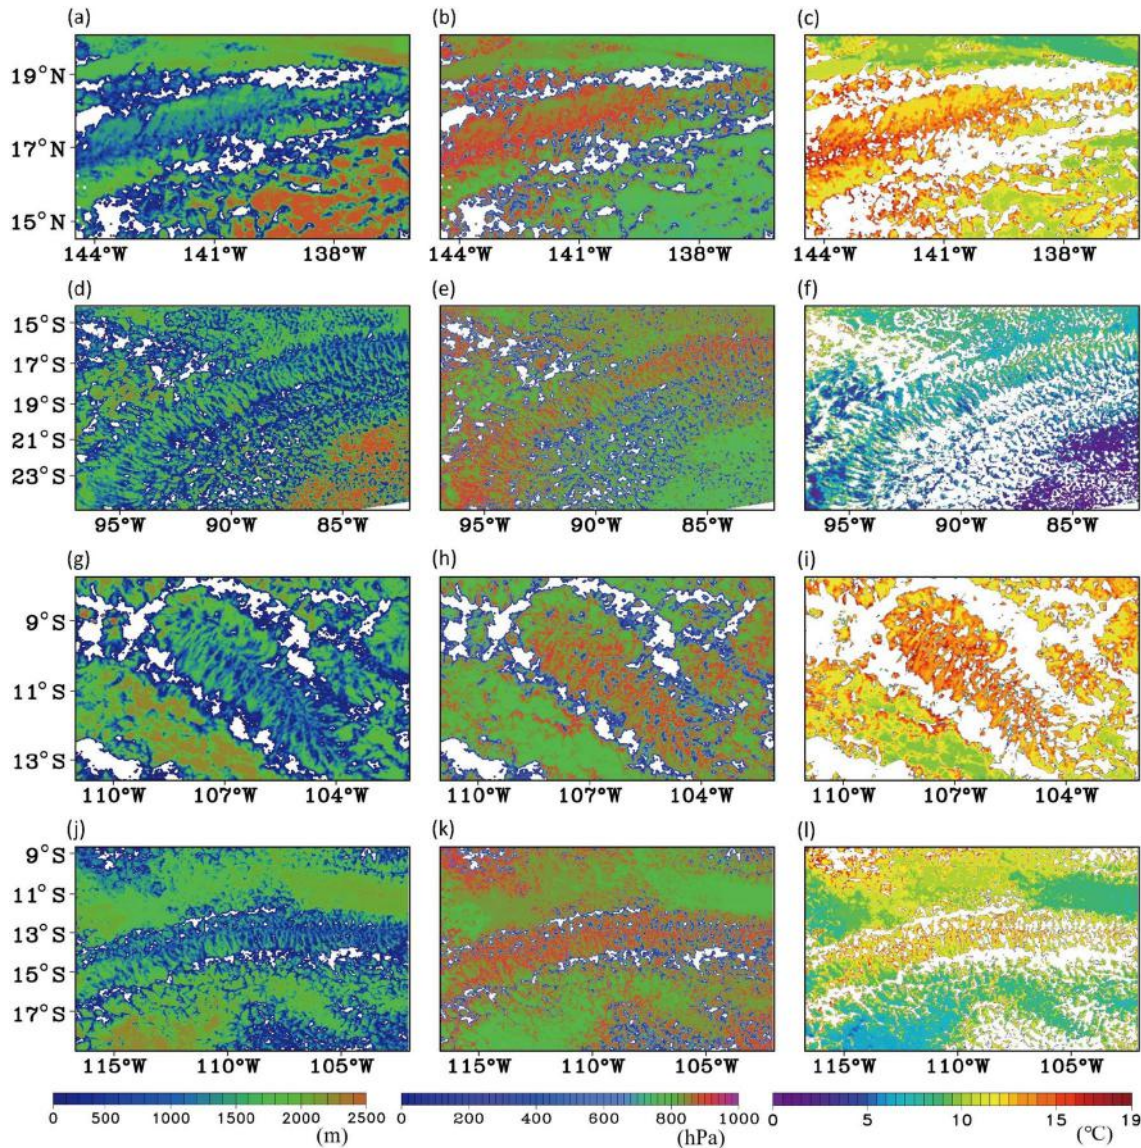 (a) (b) (c)
19°N
17°N
15°N
144°W 141°W 138°W 144°W 141°W 138°W 144°W 141°W 138°W
(d) (e) (f)
15°S
17°S
19°S
21°S
23°S
95°W 90°W 85°W 95°W 90°W 85°W 95°W 90°W 85°W
(g) (h) (i)
9°S
11°S
13°S
110°W 107°W 104°W 110°W 107°W 104°W 110°W 107°W 104°W
(j) (k) (l)
9°S
11°S
13°S
15°S
17°S
115°W 110°W 105°W 115°W 110°W 105°W 115°W 110°W 105°W
0 500 1000 1500 2000 2500 0 200 400 600 800 1000 0 5 10 15 19
(m) (hPa) (°C)